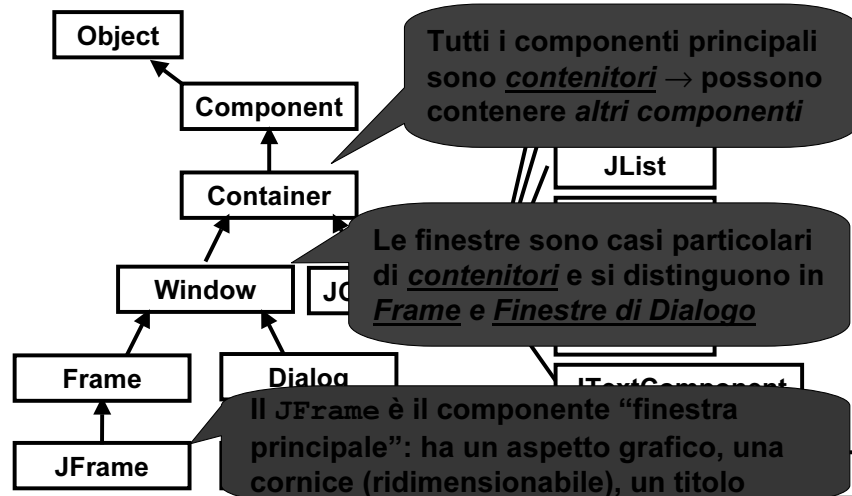 Object
Tutti i componenti principali
sono contenitori → possono
contenere altri componenti
Component
JList
Container
Le finestre sono casi particolari
di contenitori e si distinguono in
Frame e Finestre di Dialogo
Window
Frame
Dialog
JTextComponent
Il JFrame è il componente “finestra
principale”: ha un aspetto grafico, una
cornice (ridimensionabile), un titolo
JFrame